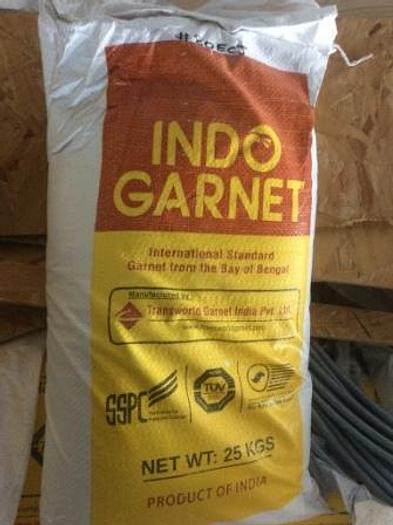 INDO
GARNET
International Standard
Garnet from the Bay of Bengal
Manufactured by:
Transworld Garnet India Pvt. Ltd.
SSPC
TUV
NET WT: 25 KGS
PRODUCT OF INDIA